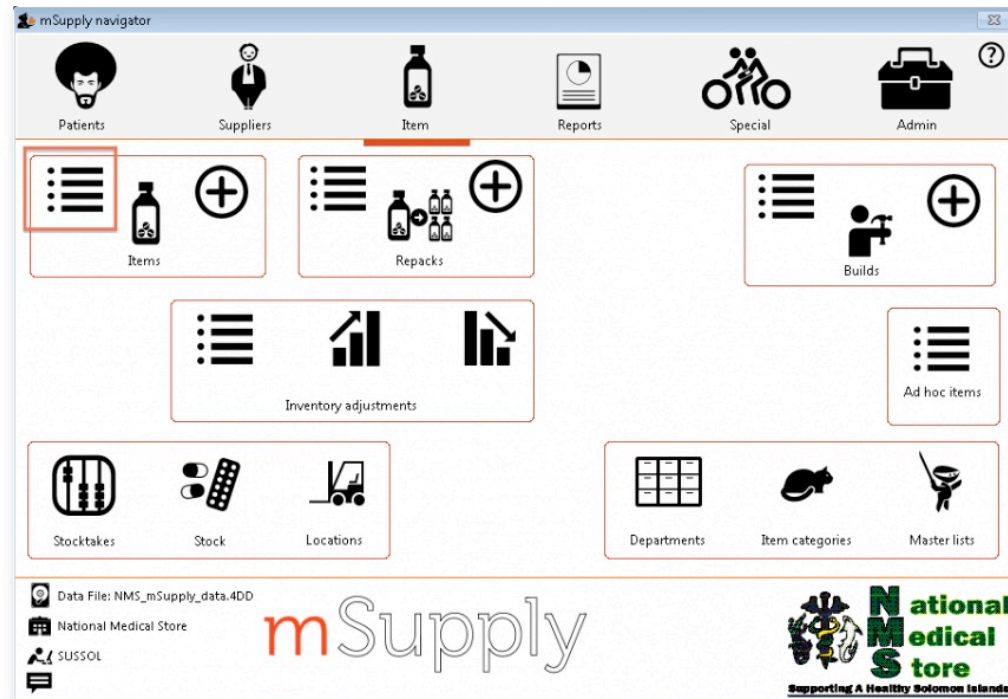 mSupply navigator
?
Patients Suppliers Item Reports Special Admin
Items Repacks Builds
Inventory adjustments Ad hoc items
Stocktakes Stock Locations Departments Item categories Master lists
Data File: NMS_mSupply_data.4DD
National Medical Store
SUSSOL
mSupply
National
Medical
Store
Supporting A Healthy Solomon Islands